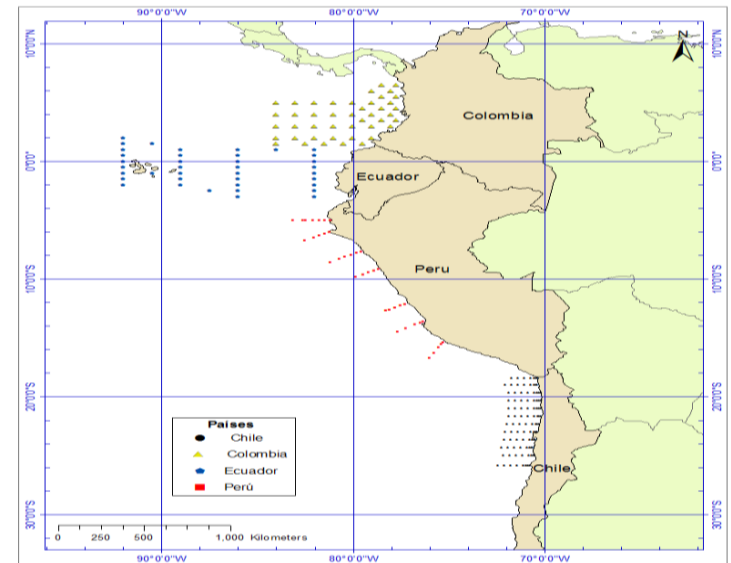 90°0'0"W 80°0'0"W 70°0'0"W
10°0'0"N 10°0'0"N
N
Colombia
0°0'0" 0°0'0"
Ecuador
Peru
10°0'0"S 10°0'0"S
20°0'0"S 20°0'0"S
Paises
Chile
Colombia
Ecuador
Perú
Chile
30°0'0"S 30°0'0"S
0 250 500 1,000 Kilometers
90°0'0"W 80°0'0"W 70°0'0"W